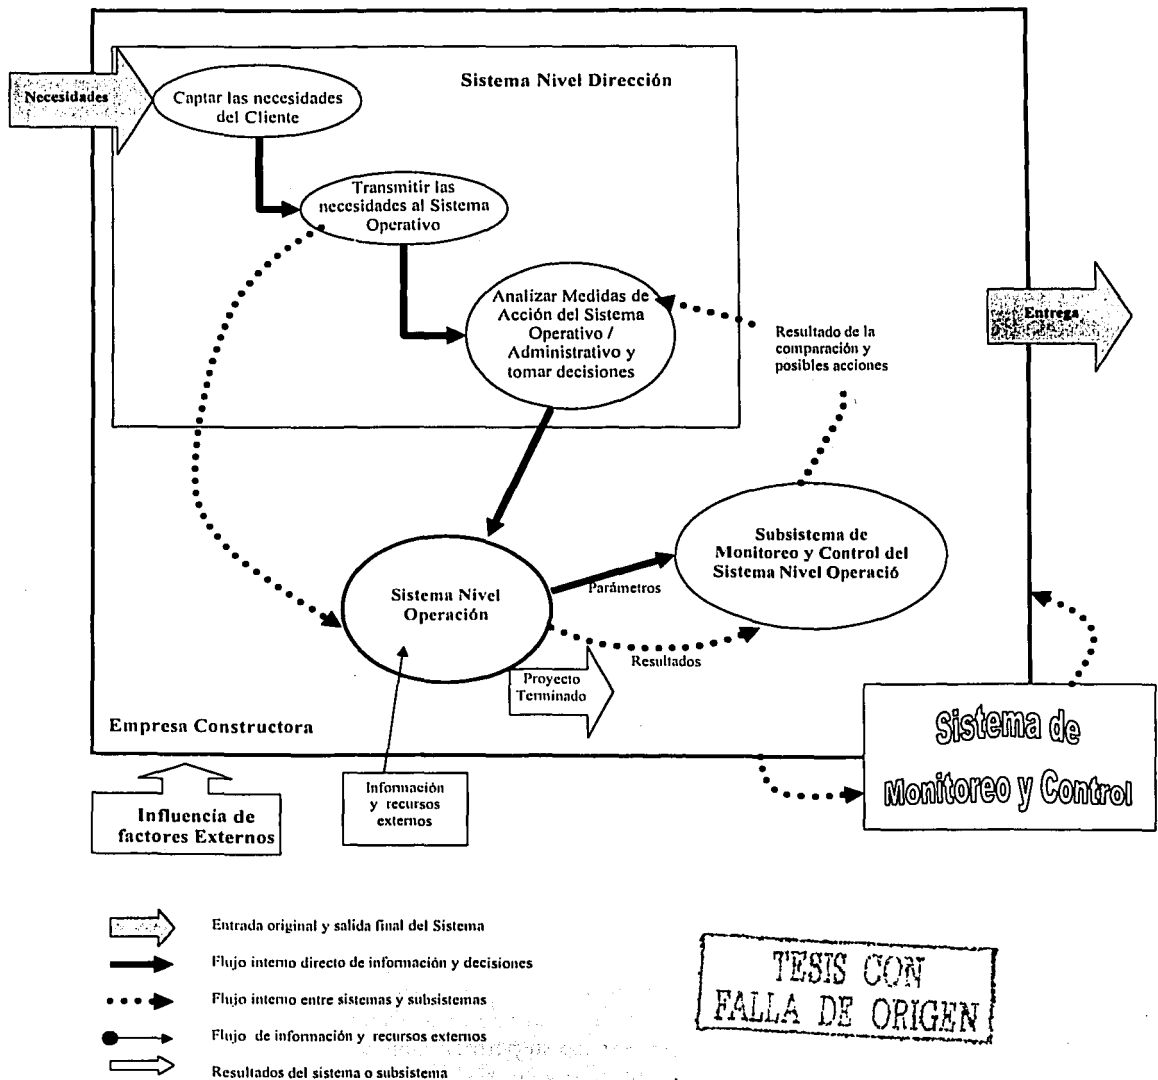 Sistema Nivel Dirección
Necesidades
Captar las necesidades
del Cliente
Transmitir las
necesidades al Sistema
Operativo
Analizar Medidas de
Acción del Sistema
Operativo /
Administrativo y
tomar decisiones
Resultado de la
comparación y
posibles acciones
Entrega
Subsistema de
Monitoreo y Control del
Sistema Nivel Operació
Sistema Nivel
Operación
Parámetros
Resultados
Proyecto
Terminado
Empresa Constructora
Sistema de
Monitoreo y Control
Influencia de
factores Externos
Información
y recursos
externos
Entrada original y salida final del Sistema
Flujo interno directo de información y decisiones
Flujo interno entre sistemas y subsistemas
Flujo de información y recursos externos
Resultados del sistema o subsistema
TESIS CON
FALLA DE ORIGEN